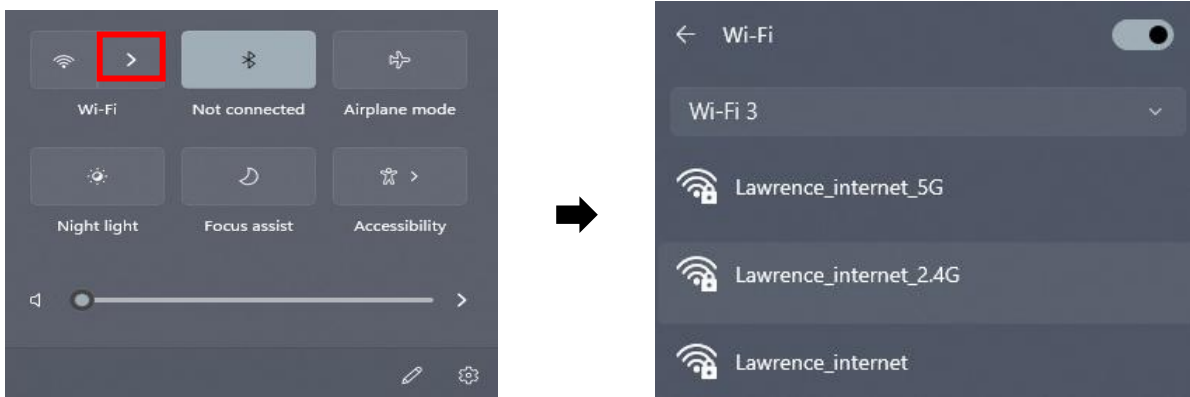 Wi-Fi
Not connected
Airplane mode
Night light
Focus assist
Accessibility
Wi-Fi
Wi-Fi 3
Lawrence_internet_5G
Lawrence_internet_2.4G
Lawrence_internet